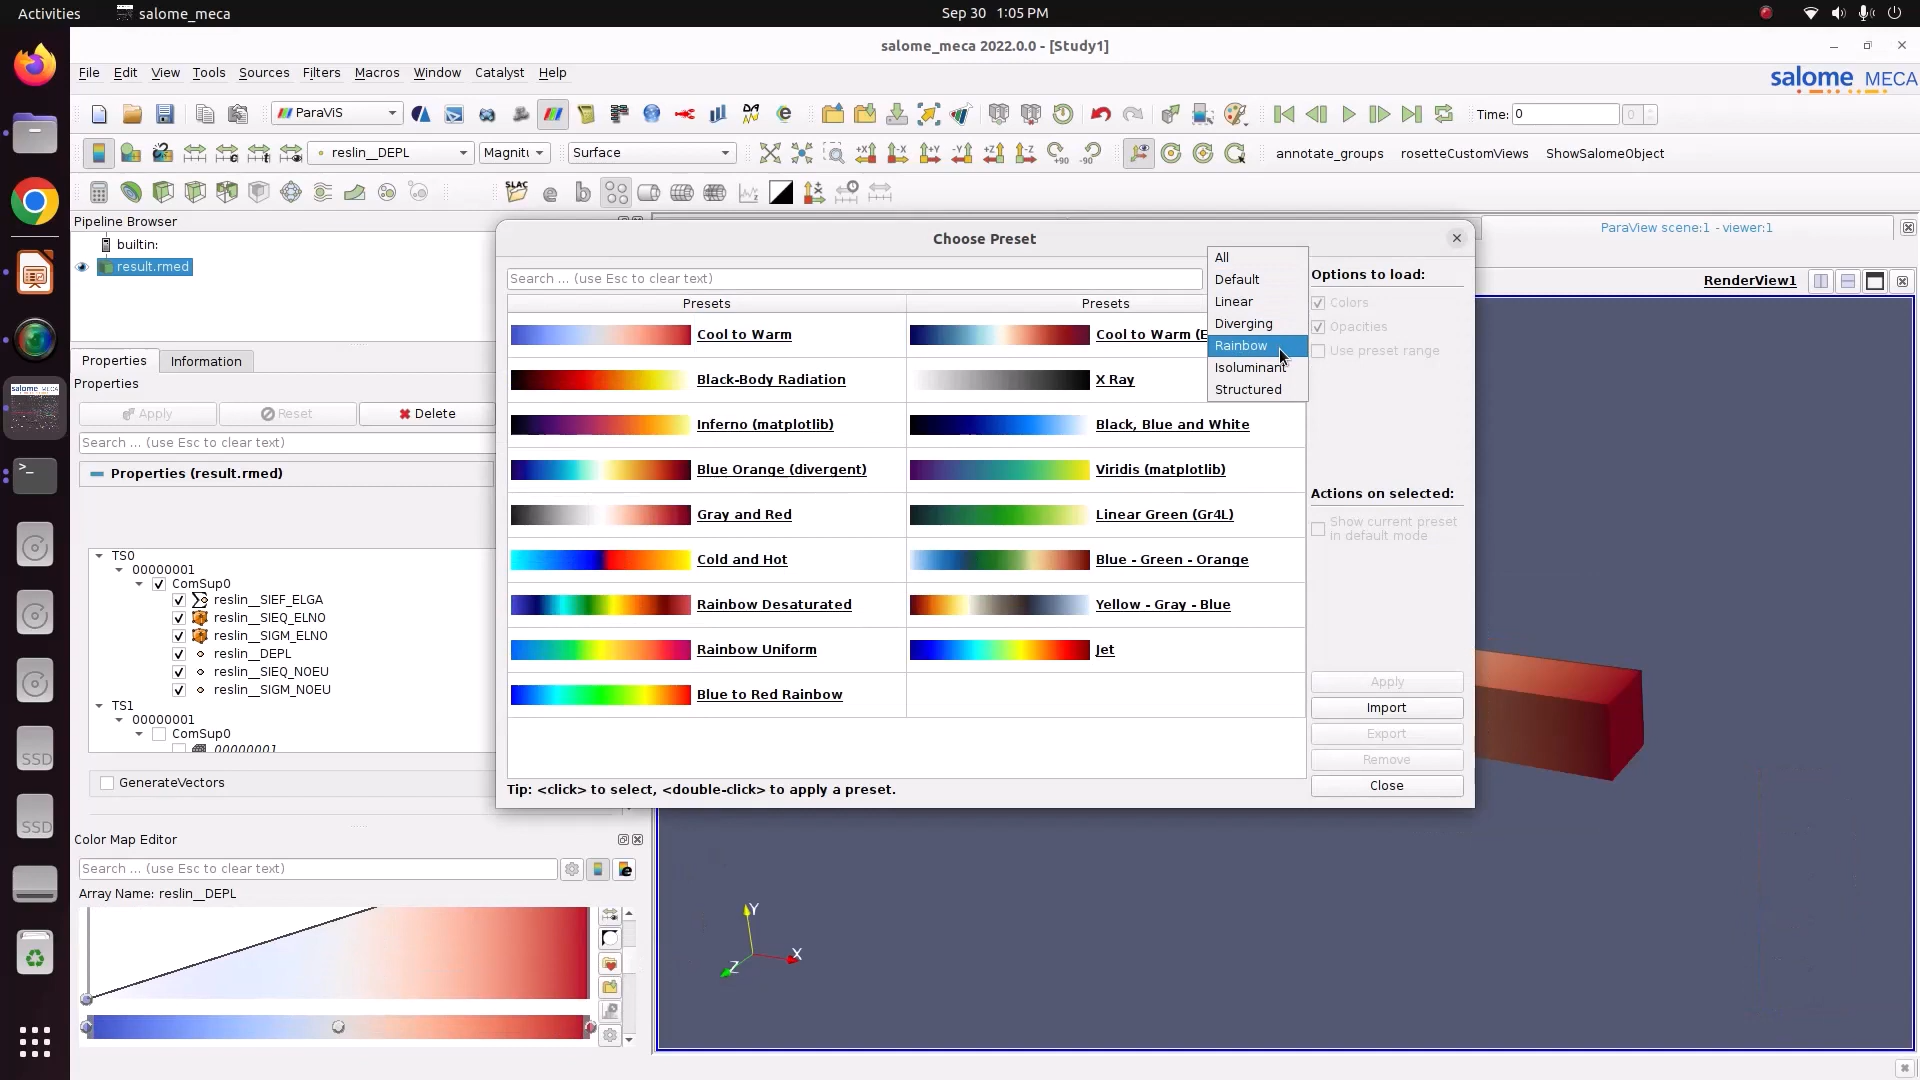 Activities
salome_meca
Sep 30 1:05 PM
salome_meca 2022.0.0 - [Study1]
File Edit View Tools Sources Filters Macros Window Catalyst Help
salome MECA
ParaViS
Time: 0
0
reslin__DEPL
Magnitu
Surface
annotate_groups
rosetteCustomViews
ShowSalomeObject
SLAC
Pipeline Browser
builtin:
result.rmed
ParaView scene:1 - viewer:1
RenderView1
Choose Preset
Search ... (use Esc to clear text)
Presets
Presets
Cool to Warm
Cool to Warm (E
Black-Body Radiation
X Ray
Inferno (matplotlib)
Black, Blue and White
Blue Orange (divergent)
Viridis (matplotlib)
Gray and Red
Linear Green (Gr4L)
Cold and Hot
Blue - Green - Orange
Rainbow Desaturated
Yellow - Gray - Blue
Rainbow Uniform
Jet
Blue to Red Rainbow
All
Default
Linear
Diverging
Rainbow
Isoluminant
Structured
Options to load:
Colors
Opacities
Use preset range
Actions on selected:
Show current preset
in default mode
Apply
Import
Export
Remove
Close
Tip: <click> to select, <double-click> to apply a preset.
Properties
Information
Properties
Apply
Reset
Delete
Search ... (use Esc to clear text)
Properties (result.rmed)
TS0
00000001
ComSup0
reslin__SIEF_ELGA
reslin__SIEQ_ELNO
reslin__SIGM_ELNO
reslin__DEPL
reslin__SIEQ_NOEU
reslin__SIGM_NOEU
TS1
00000001
ComSup0
00000001
GenerateVectors
Color Map Editor
Search ... (use Esc to clear text)
Array Name: reslin__DEPL
Y
X
Z
SSD
SSD